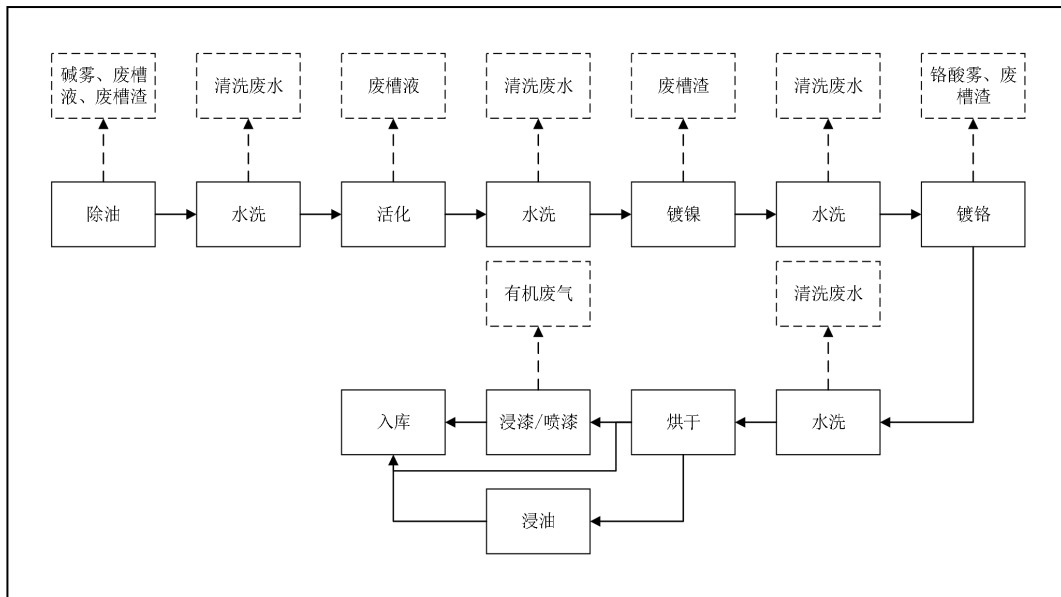 碱雾、废槽
液、废槽渣
清洗废水
废槽液
清洗废水
废槽渣
清洗废水
铬酸雾、废
槽渣
除油
水洗
活化
水洗
镀镍
水洗
镀铬
有机废气
清洗废水
入库
浸漆/喷漆
烘干
水洗
浸油